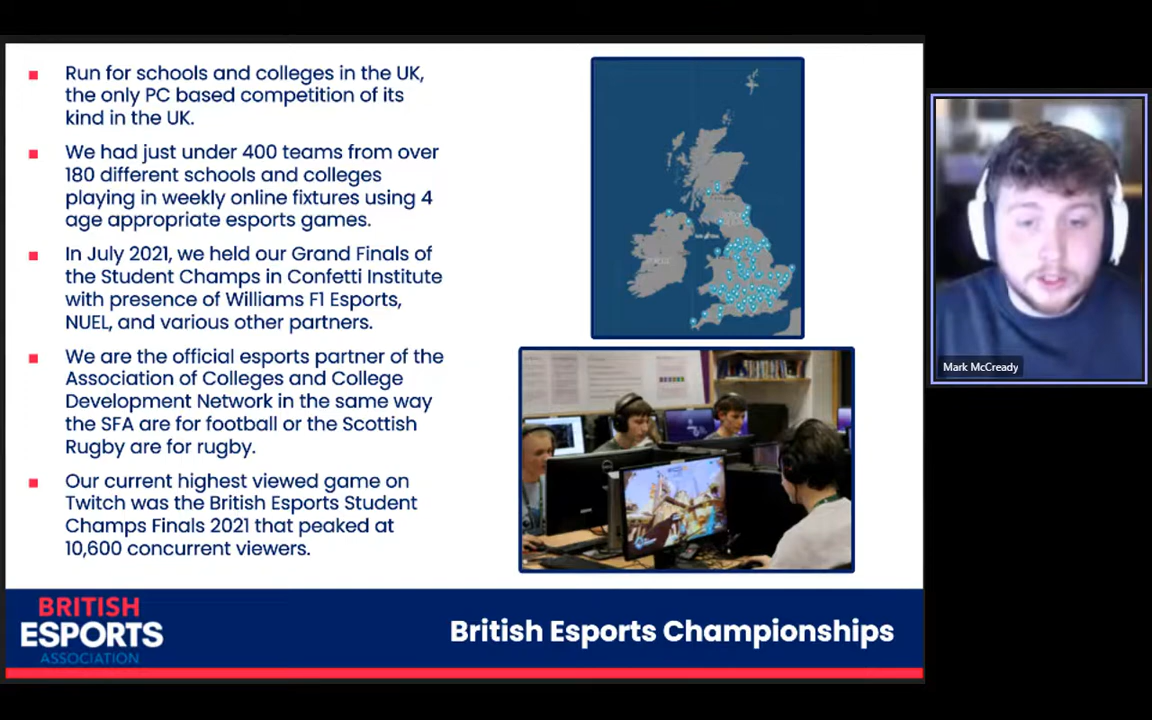 Run for schools and colleges in the UK,
the only PC based competition of its
kind in the UK.
We had just under 400 teams from over
180 different schools and colleges
playing in weekly online fixtures using 4
age appropriate esports games.
In July 2021, we held our Grand Finals of
the Student Champs in Confetti Institute
with presence of Williams F1 Esports,
NUEL, and various other partners.
We are the official esports partner of the
Association of Colleges and College
Development Network in the same way
the SFA are for football or the Scottish
Rugby are for rugby.
Our current highest viewed game on
Twitch was the British Esports Student
Champs Finals 2021 that peaked at
10,600 concurrent viewers.
Mark McCready
BRITISH
ESPORTS
ASSOCIATION
British Esports Championships